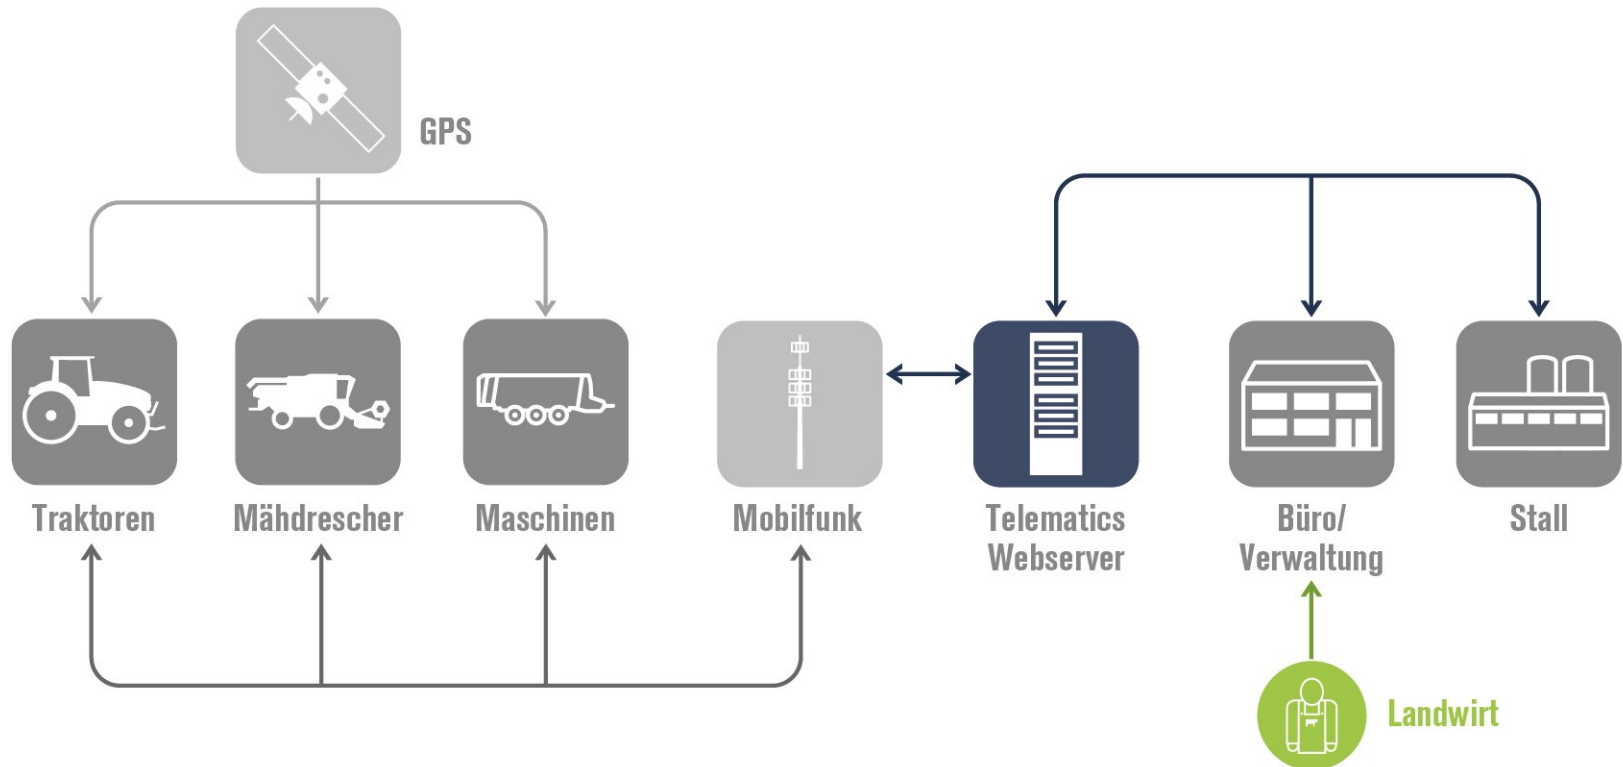 GPS
Traktoren
Mähdrescher
Maschinen
Mobilfunk
Telematics
Webserver
Büro/
Verwaltung
Stall
Landwirt